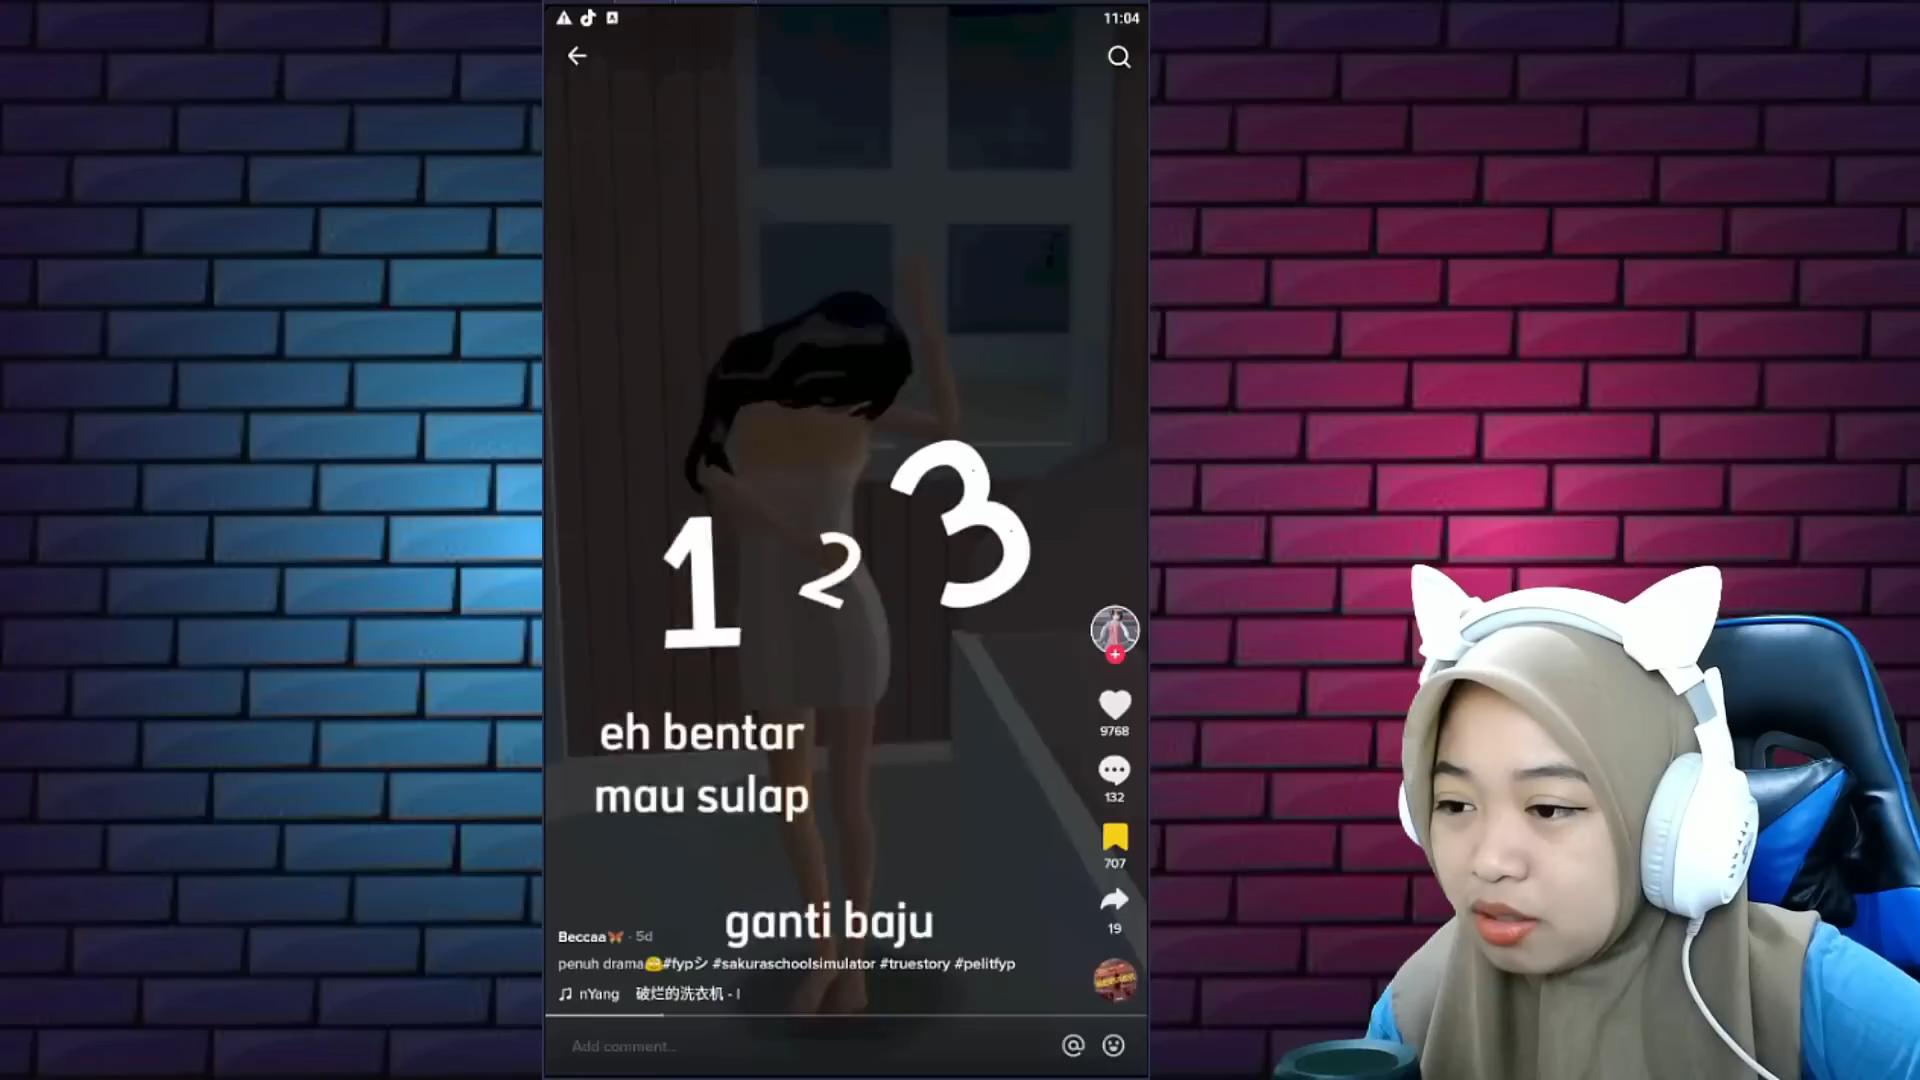 11:04
1 2 3
eh bentar
mau sulap
ganti baju
9768
132
707
19
Beccaa🦋 · 5d
penuh drama😑#fypシ #sakuraschoolsimulator #truestory #pelitfyp
nYang 破烂的洗衣机 - I
Add comment...